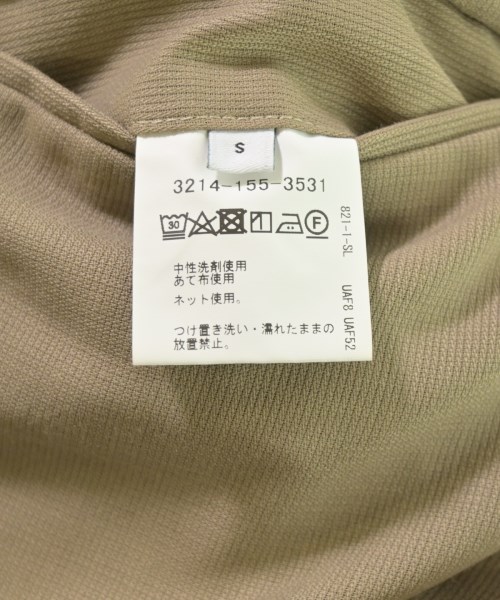 S
3214-155-3531
30 F
中性洗剤使用
あて布使用
ネット使用。
つけ置き洗い・濡れたままの
放置禁止。
821-1-SL UAF8 UAF52